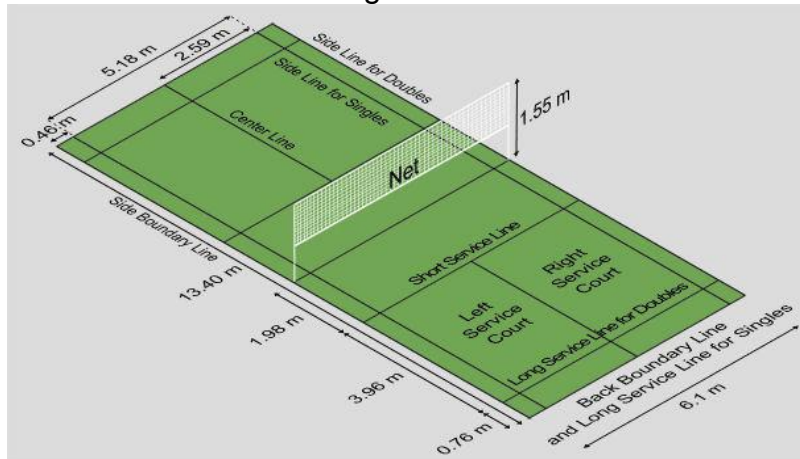 5.18 m
2.59 m
0.46 m
Side Line for Doubles
Side Line for Singles
Center Line
1.55 m
Net
Side Boundary Line
13.40 m
Short Service Line
Right
Service
Court
Left
Service
Court
1.98 m
Long Service Line for Doubles
3.96 m
Back Boundary Line
and Long Service Line for Singles
0.76 m
6.1 m